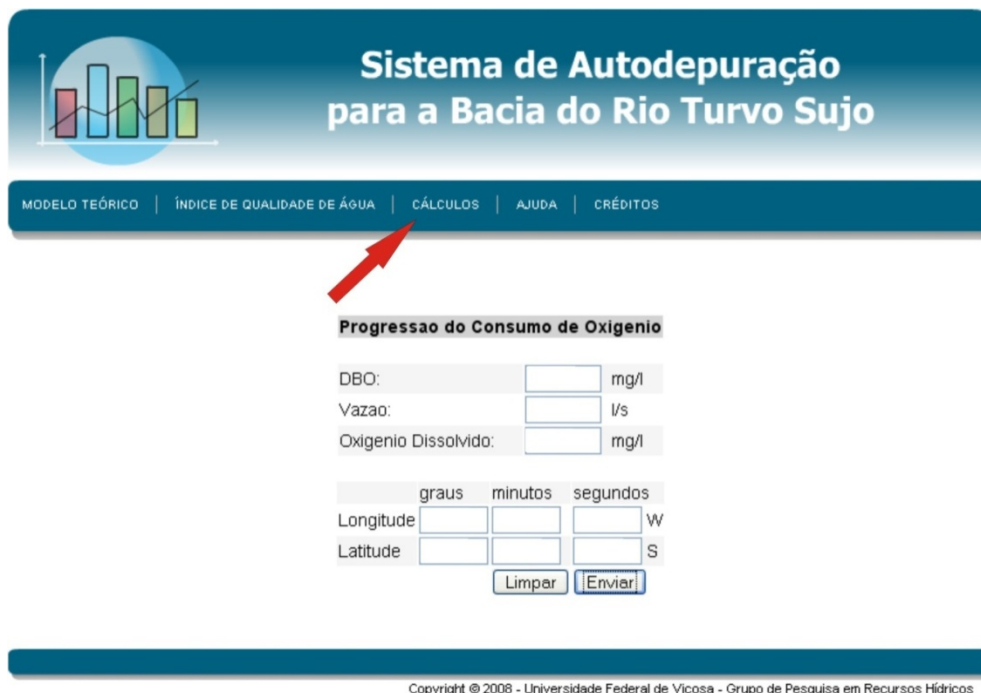 Sistema de Autodepuração
para a Bacia do Rio Turvo Sujo
MODELO TEÓRICO | ÍNDICE DE QUALIDADE DE ÁGUA | CÁLCULOS | AJUDA | CRÉDITOS
Progressao do Consumo de Oxigenio
DBO: mg/l
Vazao: l/s
Oxigenio Dissolvido: mg/l
graus minutos segundos
Longitude W
Latitude S
Limpar Enviar
Copyright © 2008 - Universidade Federal de Viçosa - Grupo de Pesquisa em Recursos Hídricos